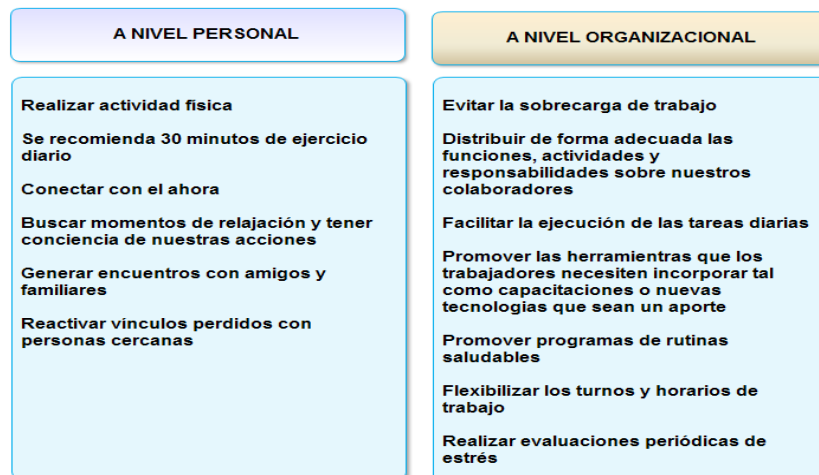 A NIVEL PERSONAL
Realizar actividad fisica
Se recomienda 30 minutos de ejercicio
diario
Conectar con el ahora
Buscar momentos de relajación y tener
conciencia de nuestras acciones
Generar encuentros con amigos y
familiares
Reactivar vínculos perdidos con
personas cercanas
A NIVEL ORGANIZACIONAL
Evitar la sobrecarga de trabajo
Distribuir de forma adecuada las
funciones, actividades y
responsabilidades sobre nuestros
colaboradores
Facilitar la ejecución de las tareas diarias
Promover las herramientras que los
trabajadores necesiten incorporar tal
como capacitaciones o nuevas
tecnologias que sean un aporte
Promover programas de rutinas
saludables
Flexibilizar los turnos y horarios de
trabajo
Realizar evaluaciones periódicas de
estrés